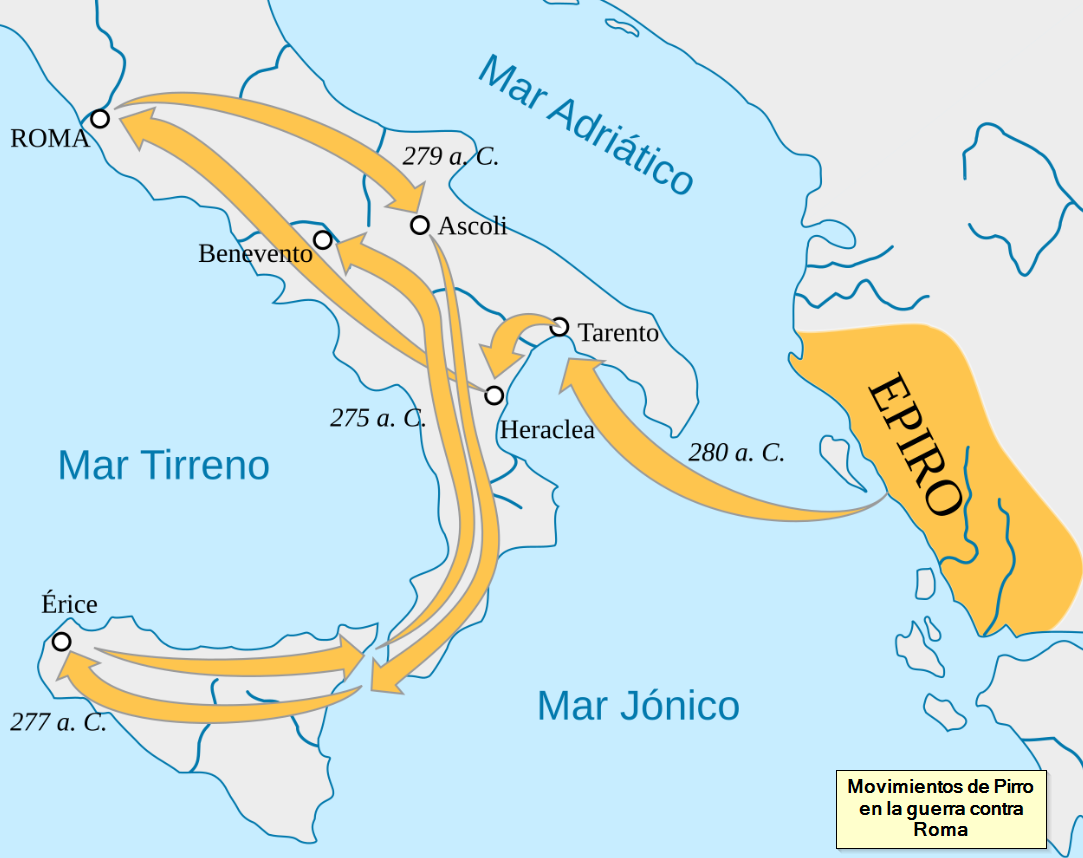 Mar Adriático
ROMA
279 a. C.
Ascoli
Benevento
Tarento
275 a. C.
Heraclea
280 a. C.
EPIRO
Mar Tirreno
Érice
277 a. C.
Mar Jónico
Movimientos de Pirro
en la guerra contra
Roma